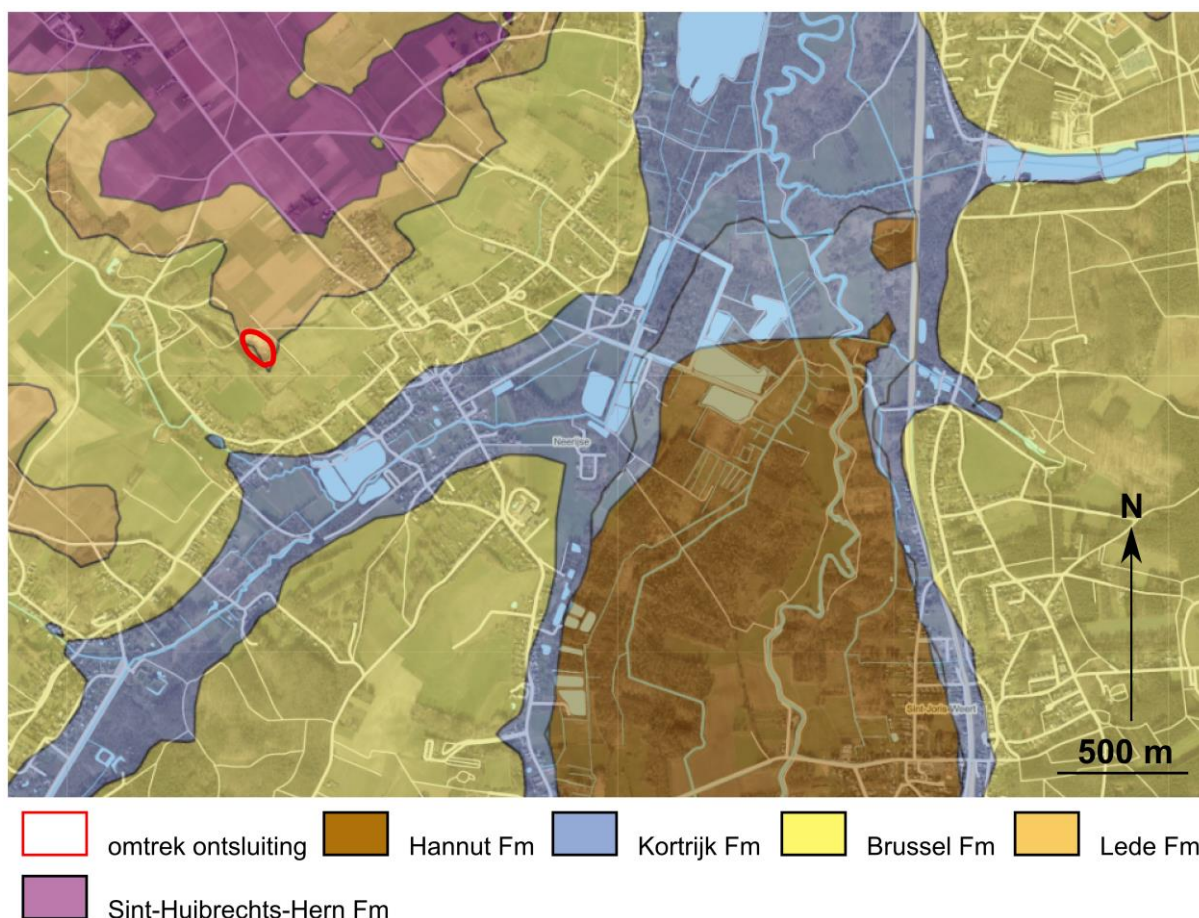 Neerijse
N
Sint-Joris-Weert
500 m
omtrek ontsluiting
Hannut Fm
Kortrijk Fm
Brussel Fm
Lede Fm
Sint-Huibrechts-Hern Fm